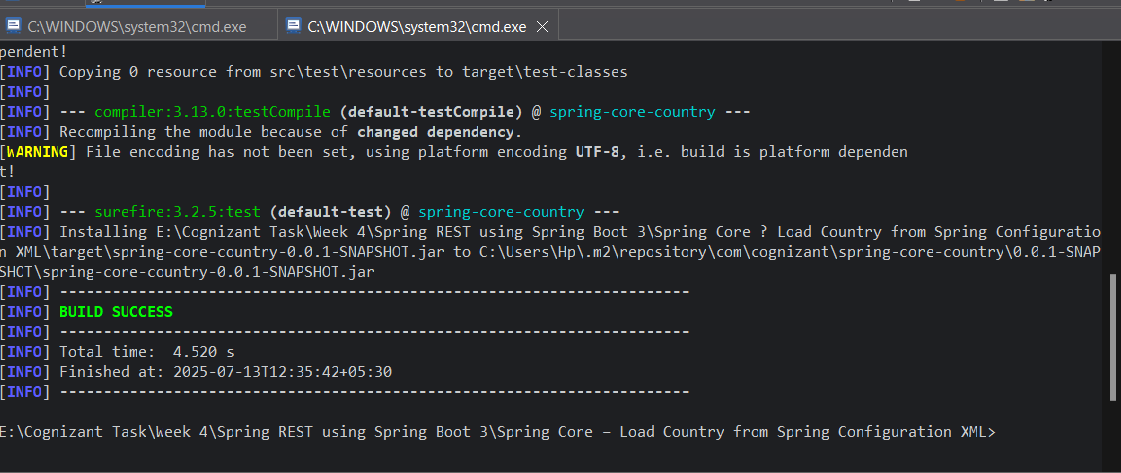 C:\WINDOWS\system32\cmd.exe C:\WINDOWS\system32\cmd.exe
pendent!
[INFO] Copying 0 resource from src\test\resources to target\test-classes
[INFO]
[INFO] --- compiler:3.13.0:testCompile (default-testCompile) @ spring-core-country ---
[INFO] Recompiling the module because of changed dependency.
[WARNING] File encoding has not been set, using platform encoding UTF-8, i.e. build is platform dependen
t!
[INFO]
[INFO] --- surefire:3.2.5:test (default-test) @ spring-core-country ---
[INFO] Installing E:\Cognizant Task\Week 4\Spring REST using Spring Boot 3\Spring Core ? Load Country from Spring Configuratio
n XML\target\spring-core-country-0.0.1-SNAPSHOT.jar to C:\Users\Hp\.m2\repository\com\cognizant\spring-core-country\0.0.1-SNAP
SHOT\spring-core-country-0.0.1-SNAPSHOT.jar
[INFO] ------------------------------------------------------------------------
[INFO] BUILD SUCCESS
[INFO] ------------------------------------------------------------------------
[INFO] Total time:  4.520 s
[INFO] Finished at: 2025-07-13T12:35:42+05:30
[INFO] ------------------------------------------------------------------------
E:\Cognizant Task\Week 4\Spring REST using Spring Boot 3\Spring Core – Load Country from Spring Configuration XML>